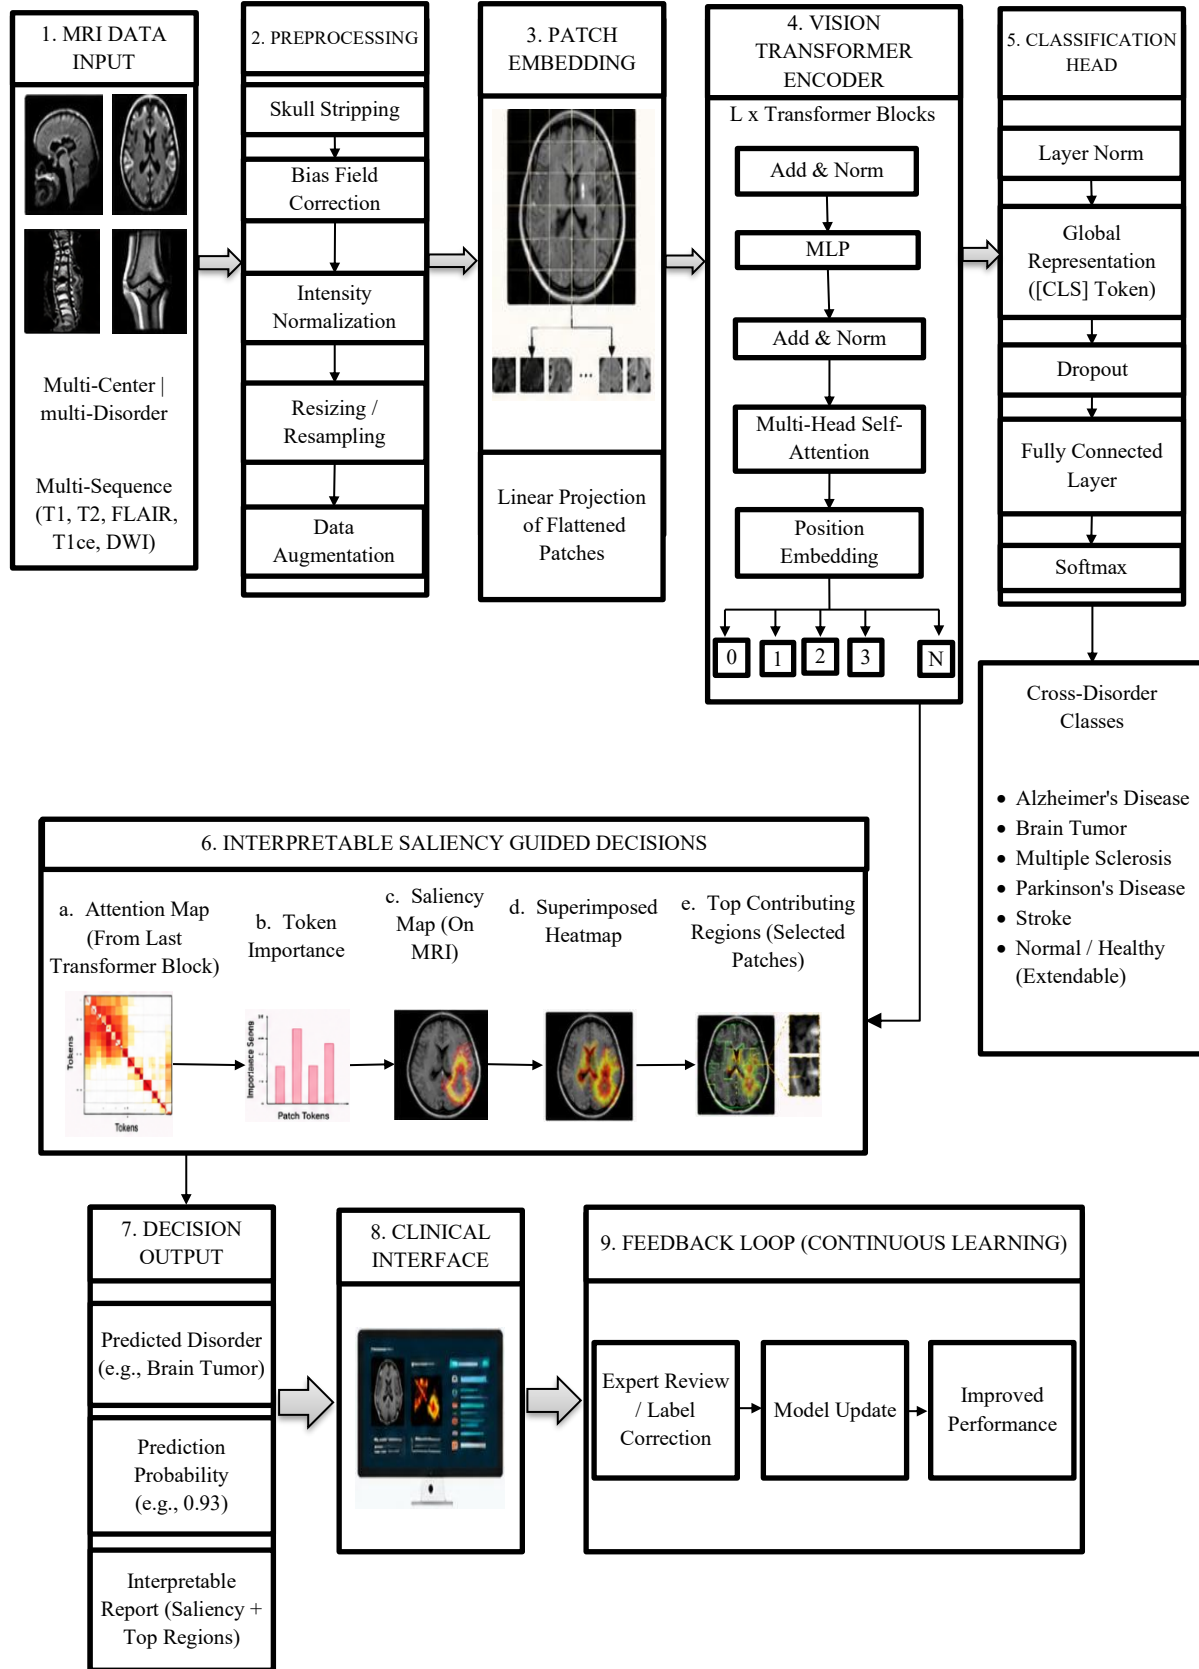 1. MRI DATA
INPUT
Multi-Center |
multi-Disorder
Multi-Sequence
(T1, T2, FLAIR,
T1ce, DWI)
2. PREPROCESSING
Skull Stripping
Bias Field
Correction
Intensity
Normalization
Resizing /
Resampling
Data
Augmentation
3. PATCH
EMBEDDING
...
Linear Projection
of Flattened
Patches
4. VISION
TRANSFORMER
ENCODER
L x Transformer Blocks
Add & Norm
MLP
Add & Norm
Multi-Head Self-
Attention
Position
Embedding
0
1
2
3
N
5. CLASSIFICATION
HEAD
Layer Norm
Global
Representation
([CLS] Token)
Dropout
Fully Connected
Layer
Softmax
Cross-Disorder
Classes
• Alzheimer's Disease
• Brain Tumor
• Multiple Sclerosis
• Parkinson's Disease
• Stroke
• Normal / Healthy
(Extendable)
6. INTERPRETABLE SALIENCY GUIDED DECISIONS
a. Attention Map
(From Last
Transformer Block)
Tokens
Tokens
b. Token
Importance
Patch Tokens
c. Saliency
Map (On
MRI)
d. Superimposed
Heatmap
e. Top Contributing
Regions (Selected
Patches)
7. DECISION
OUTPUT
Predicted Disorder
(e.g., Brain Tumor)
Prediction
Probability
(e.g., 0.93)
Interpretable
Report (Saliency +
Top Regions)
8. CLINICAL
INTERFACE
9. FEEDBACK LOOP (CONTINUOUS LEARNING)
Expert Review
/ Label
Correction
Model Update
Improved
Performance